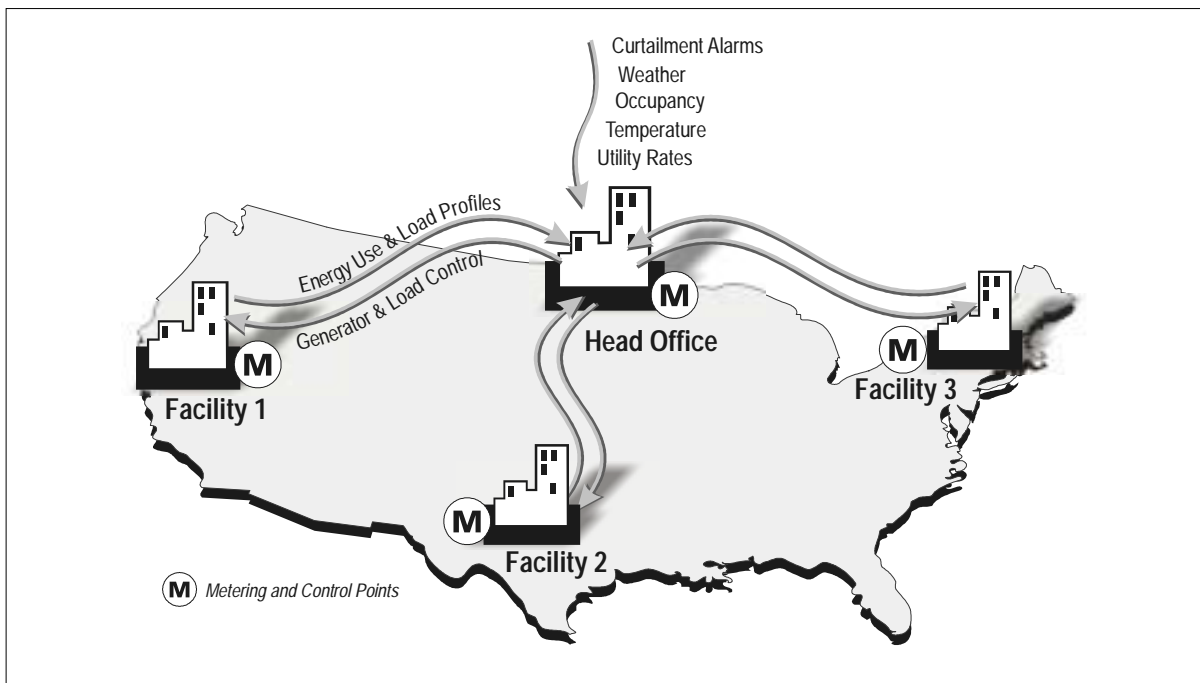 Curtailment Alarms
Weather
Occupancy
Temperature
Utility Rates
Energy Use & Load Profiles
Generator & Load Control
M
Head Office
M
Facility 1
M
Facility 3
M
Facility 2
M Metering and Control Points